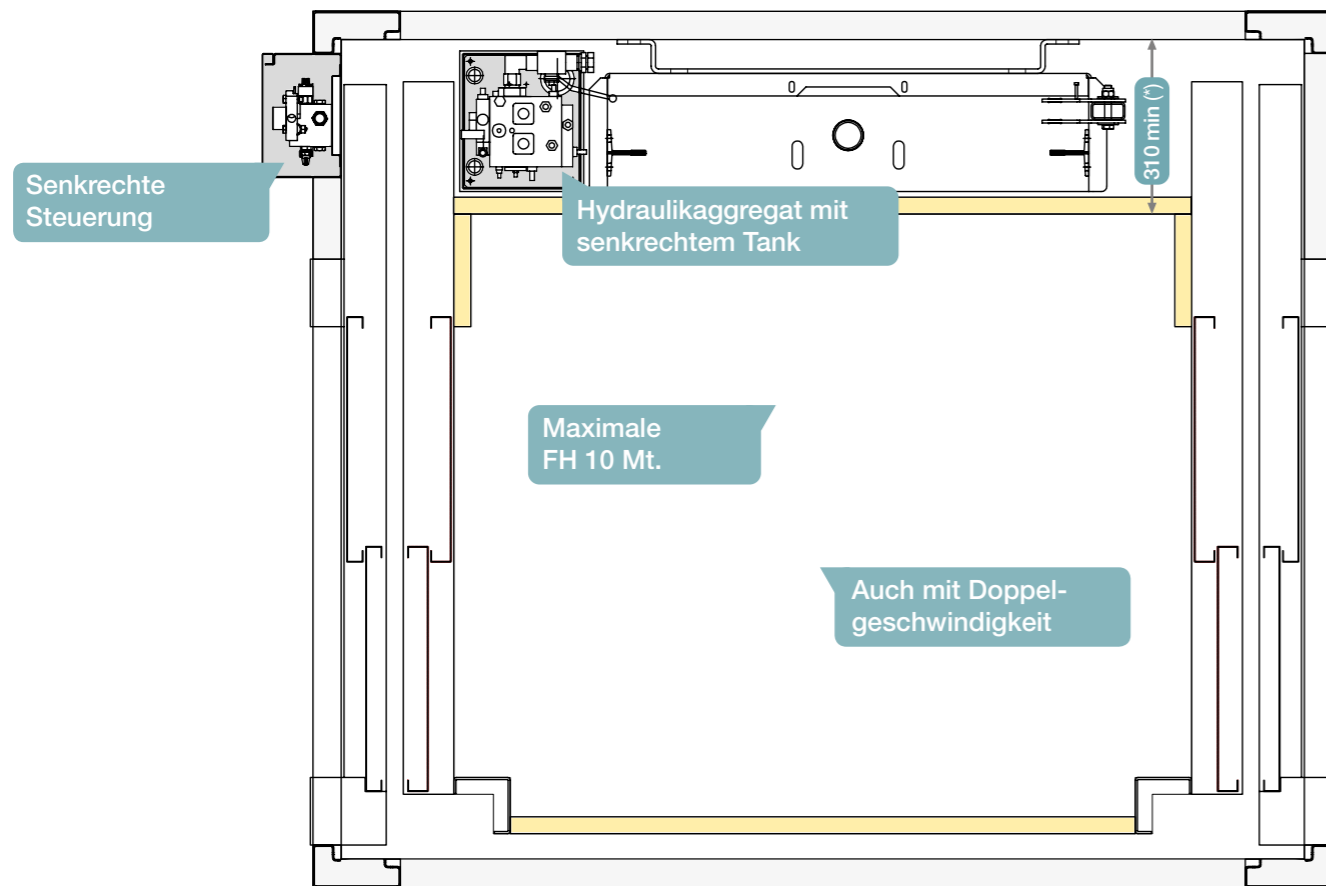 310 min (*)
Senkrechte
Steuerung
Hydraulikaggregat mit
senkrechtem Tank
Maximale
FH 10 Mt.
Auch mit Doppel-
geschwindigkeit